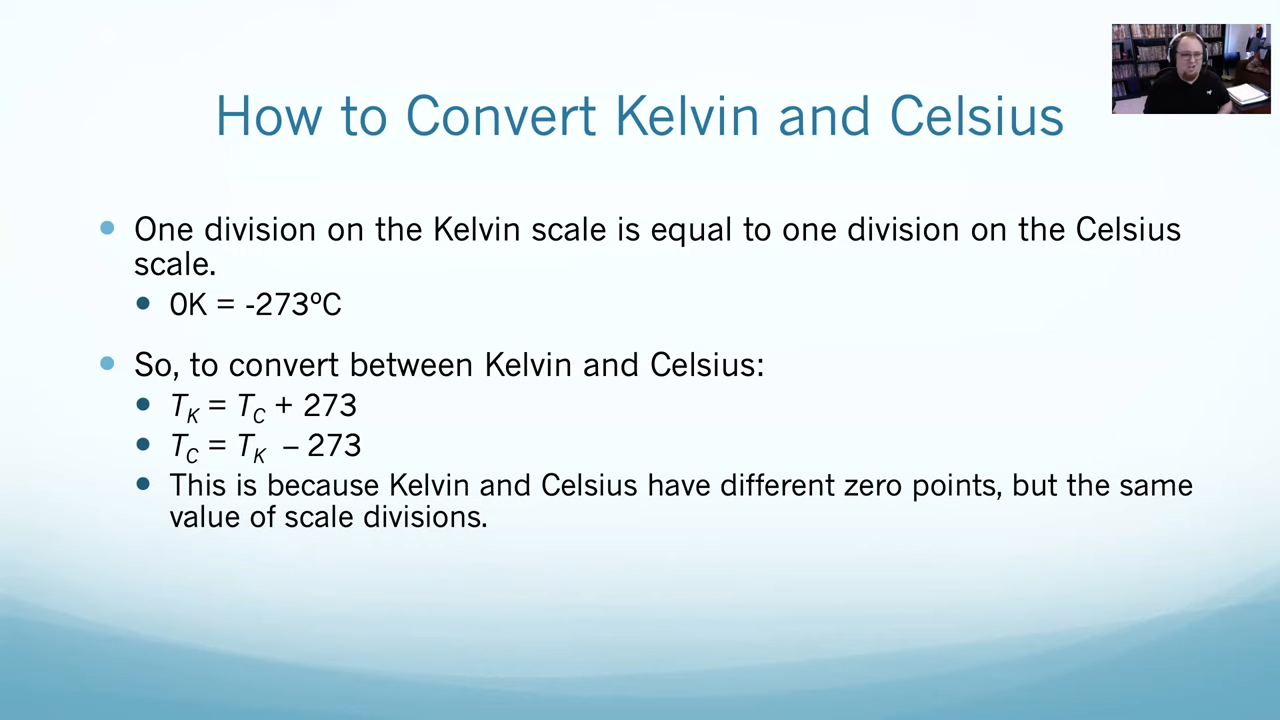 How to Convert Kelvin and Celsius
One division on the Kelvin scale is equal to one division on the Celsius
scale.
0K = -273ºC
So, to convert between Kelvin and Celsius:
T_K = T_C + 273
T_C = T_K – 273
This is because Kelvin and Celsius have different zero points, but the same
value of scale divisions.